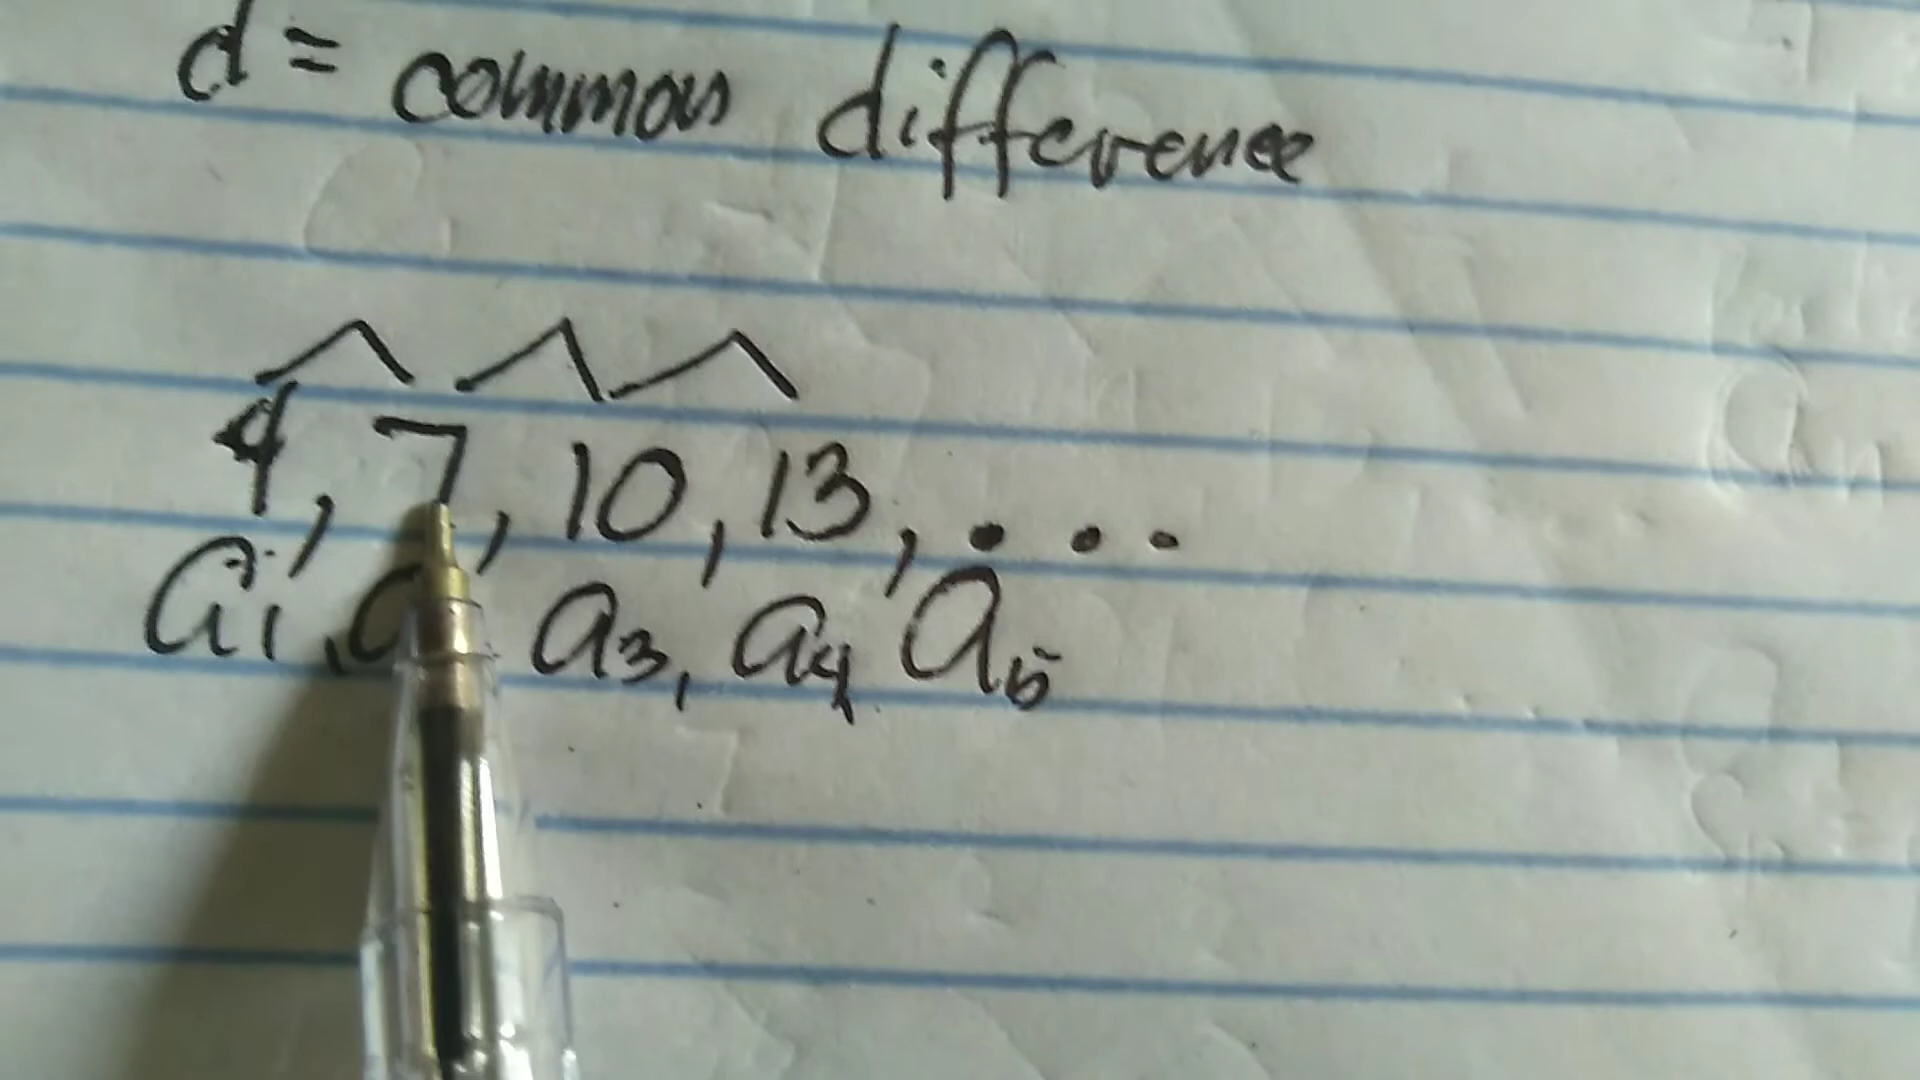 d = common difference
4, 7, 10, 13, . . .
a1, a3, a4 a5